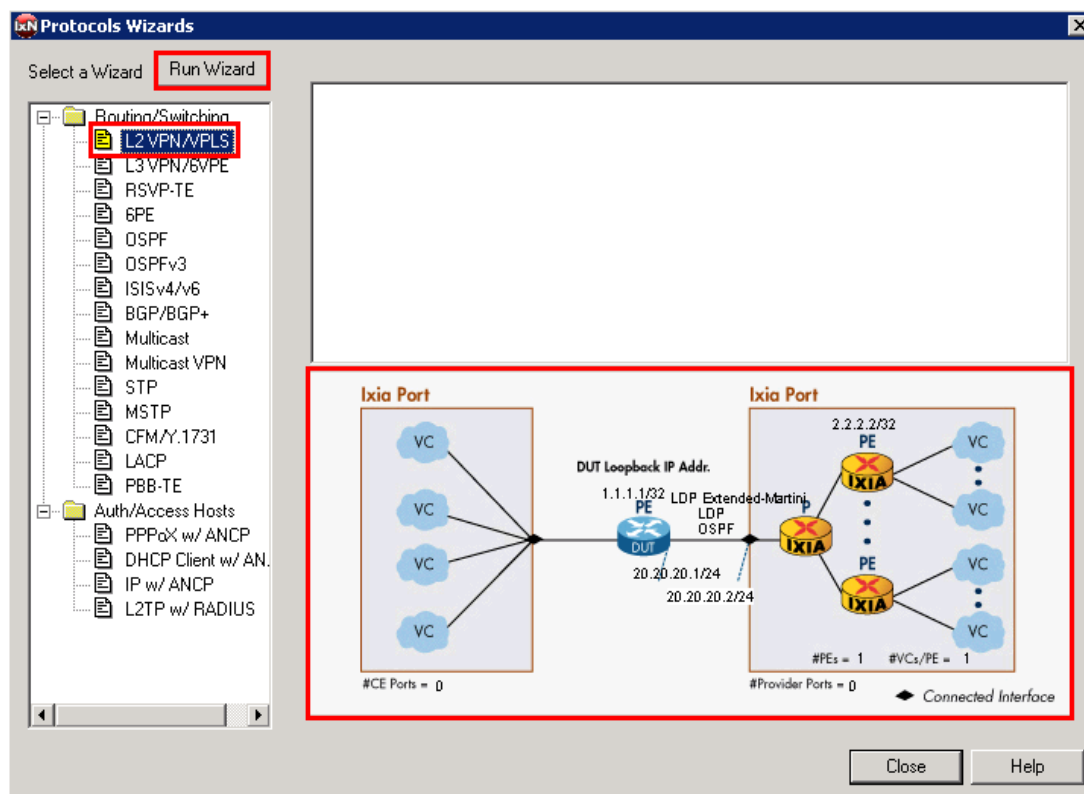 IxN Protocols Wizards
Select a Wizard
Run Wizard
Routing/Switching
L2 VPN/VPLS
L3 VPN/6VPE
RSVP-TE
6PE
OSPF
OSPFv3
ISISv4/v6
BGP/BGP+
Multicast
Multicast VPN
STP
MSTP
CFM/Y.1731
LACP
PBB-TE
Auth/Access Hosts
PPPoX w/ ANCP
DHCP Client w/ AN.
IP w/ ANCP
L2TP w/ RADIUS
Ixia Port
VC
VC
VC
VC
#CE Ports = 0
DUT Loopback IP Addr.
1.1.1.1/32
PE
DUT
LDP Extended-Martini
LDP
OSPF
20.20.20.1/24
20.20.20.2/24
Ixia Port
2.2.2.2/32
PE
IXIA
P
IXIA
PE
IXIA
VC
VC
VC
VC
#PEs = 1 #VCs/PE = 1
#Provider Ports = 0
Connected Interface
Close
Help